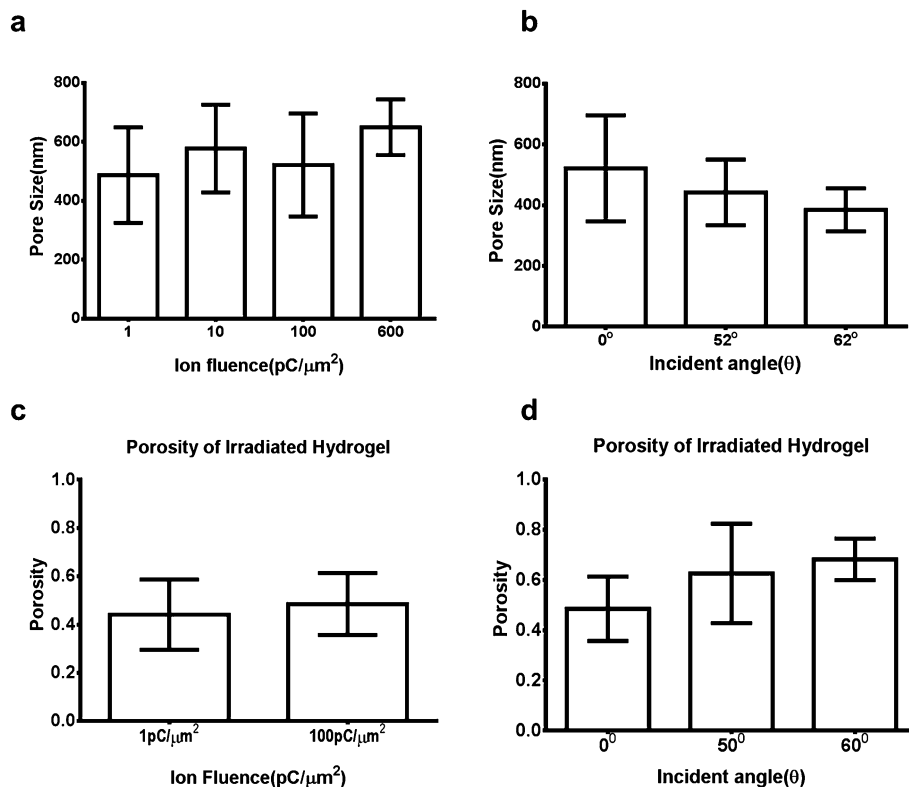 a
Pore Size(nm)
800
600
400
200
0
1 10 100 600
Ion fluence(pC/μm²)
b
Pore Size(nm)
800
600
400
200
0
0° 52° 62°
Incident angle(θ)
c
Porosity of Irradiated Hydrogel
Porosity
1.0
0.8
0.6
0.4
0.2
0.0
1pC/μm² 100pC/μm²
Ion Fluence(pC/μm²)
d
Porosity of Irradiated Hydrogel
Porosity
1.0
0.8
0.6
0.4
0.2
0.0
0⁰ 50⁰ 60⁰
Incident angle(θ)